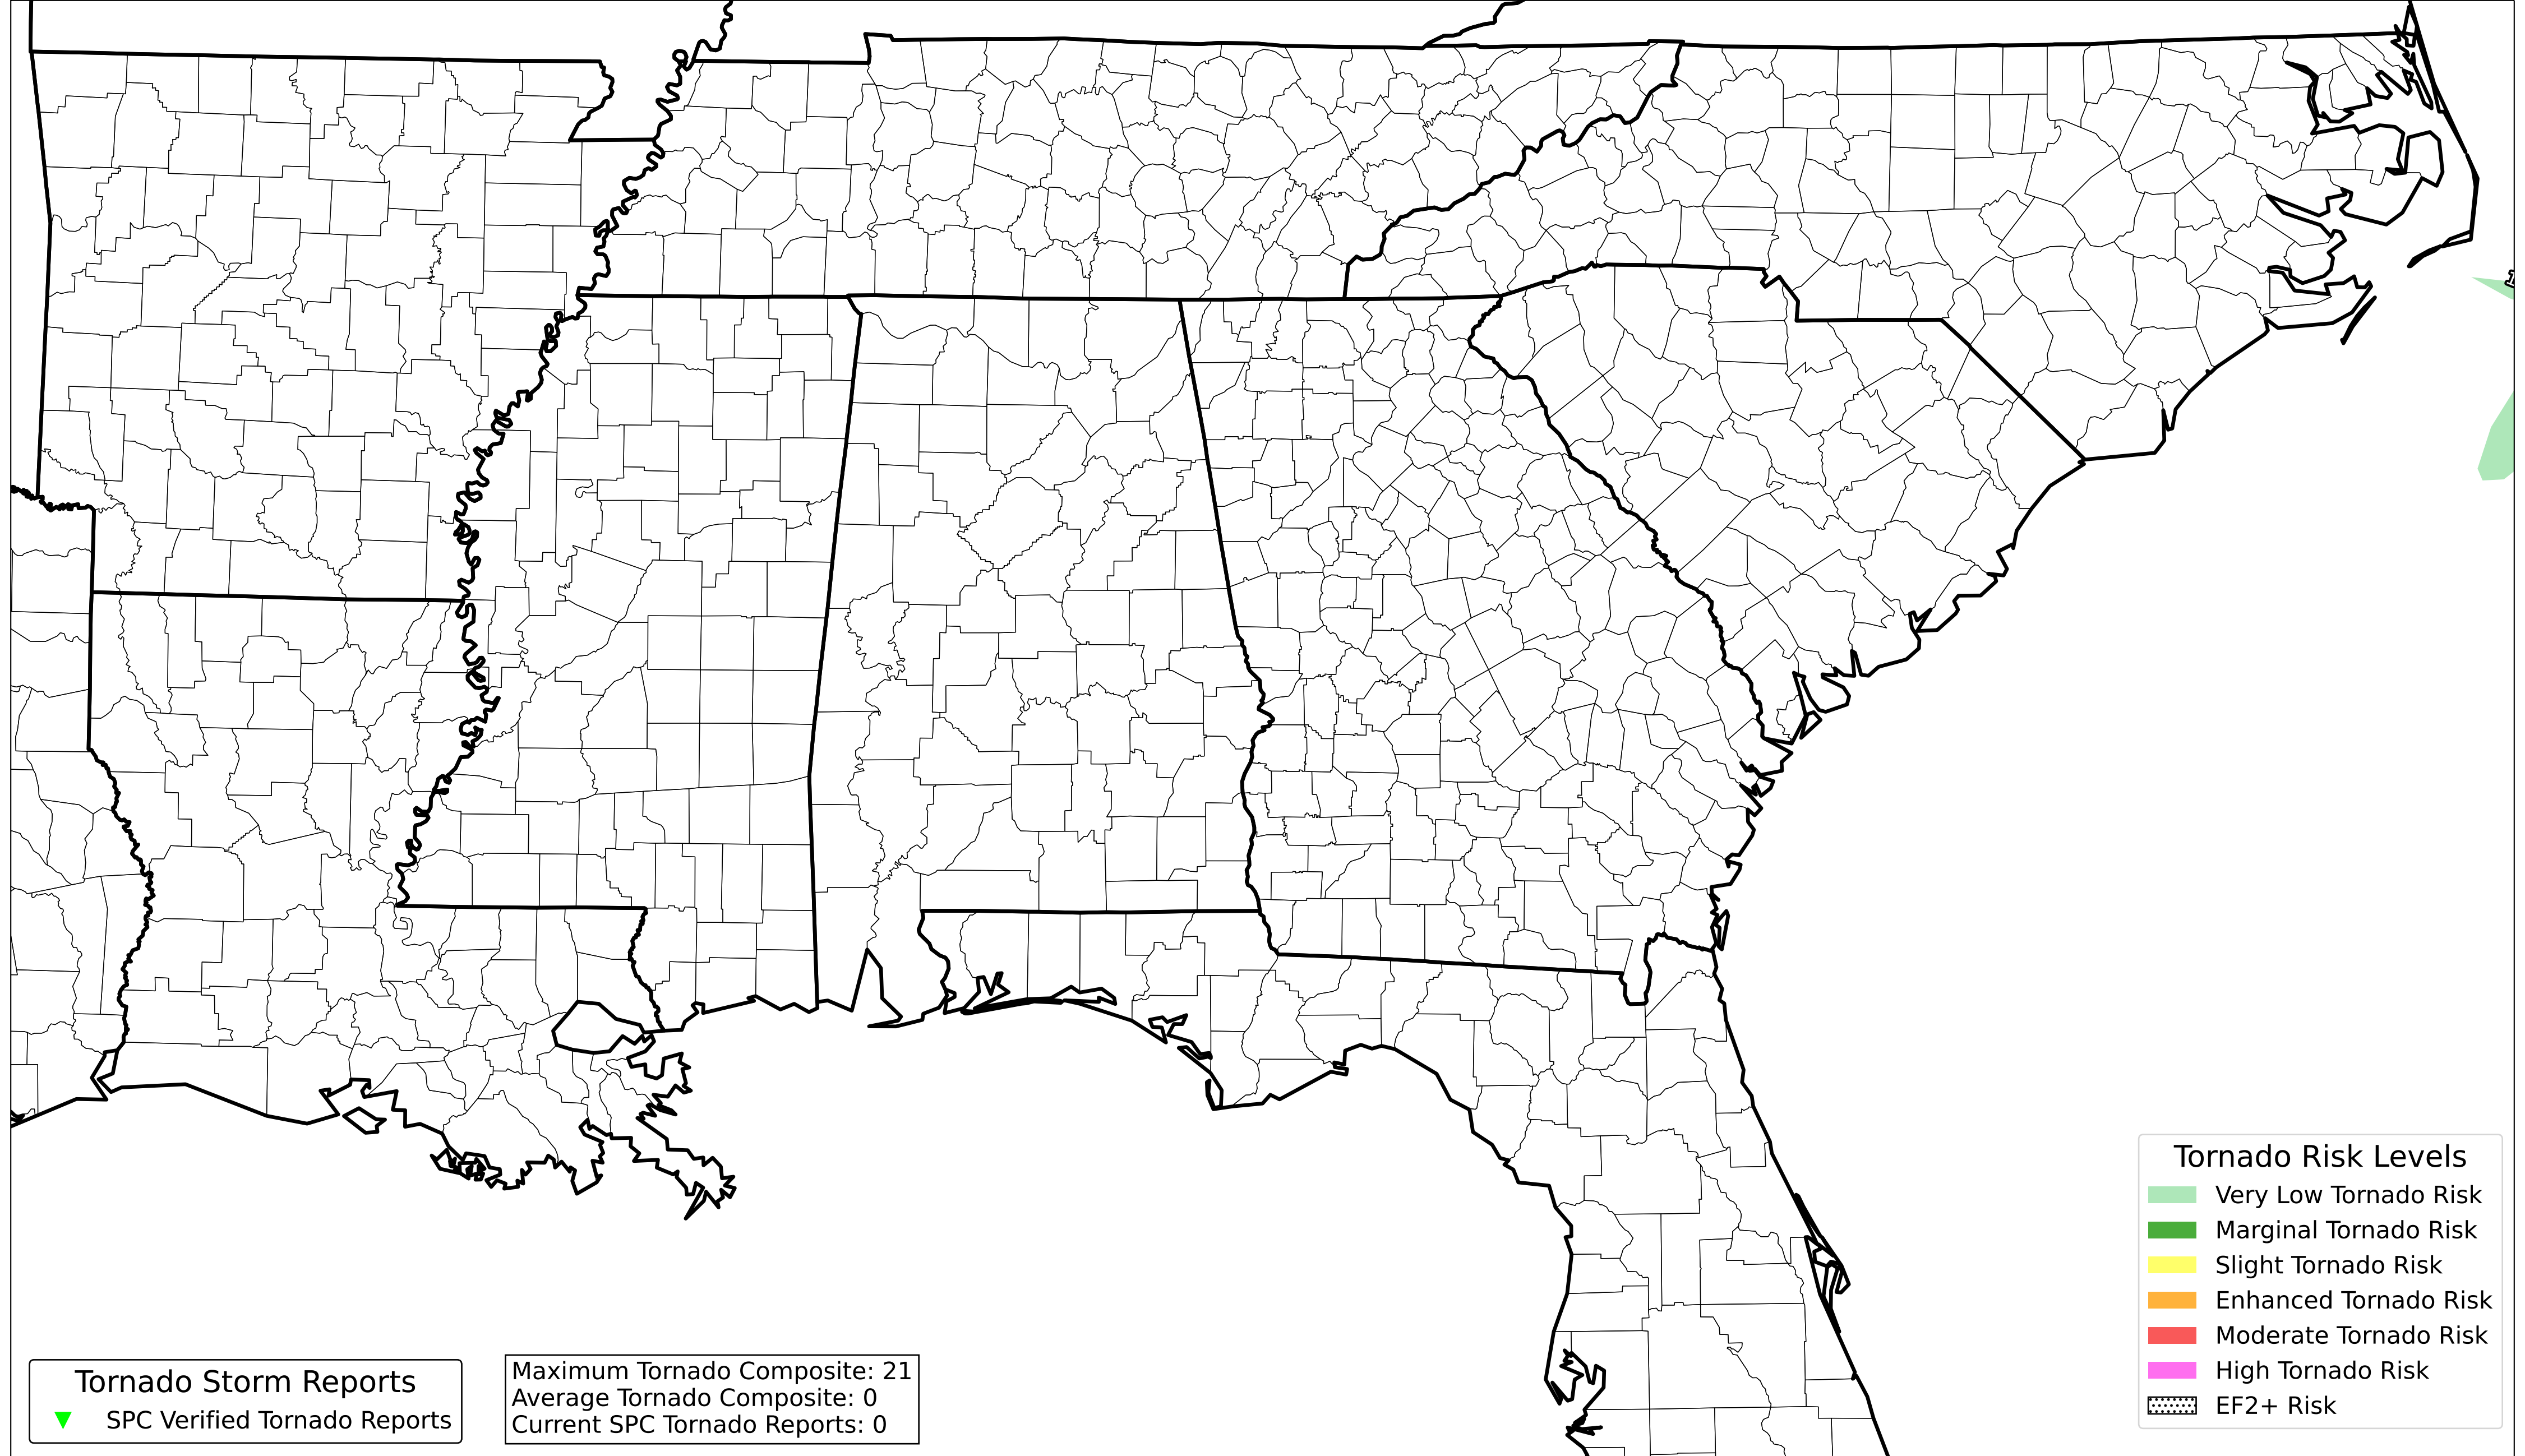 Tornado Risk Levels
Very Low Tornado Risk
Marginal Tornado Risk
Slight Tornado Risk
Enhanced Tornado Risk
Moderate Tornado Risk
High Tornado Risk
EF2+ Risk
Tornado Storm Reports
SPC Verified Tornado Reports
Maximum Tornado Composite: 21
Average Tornado Composite: 0
Current SPC Tornado Reports: 0